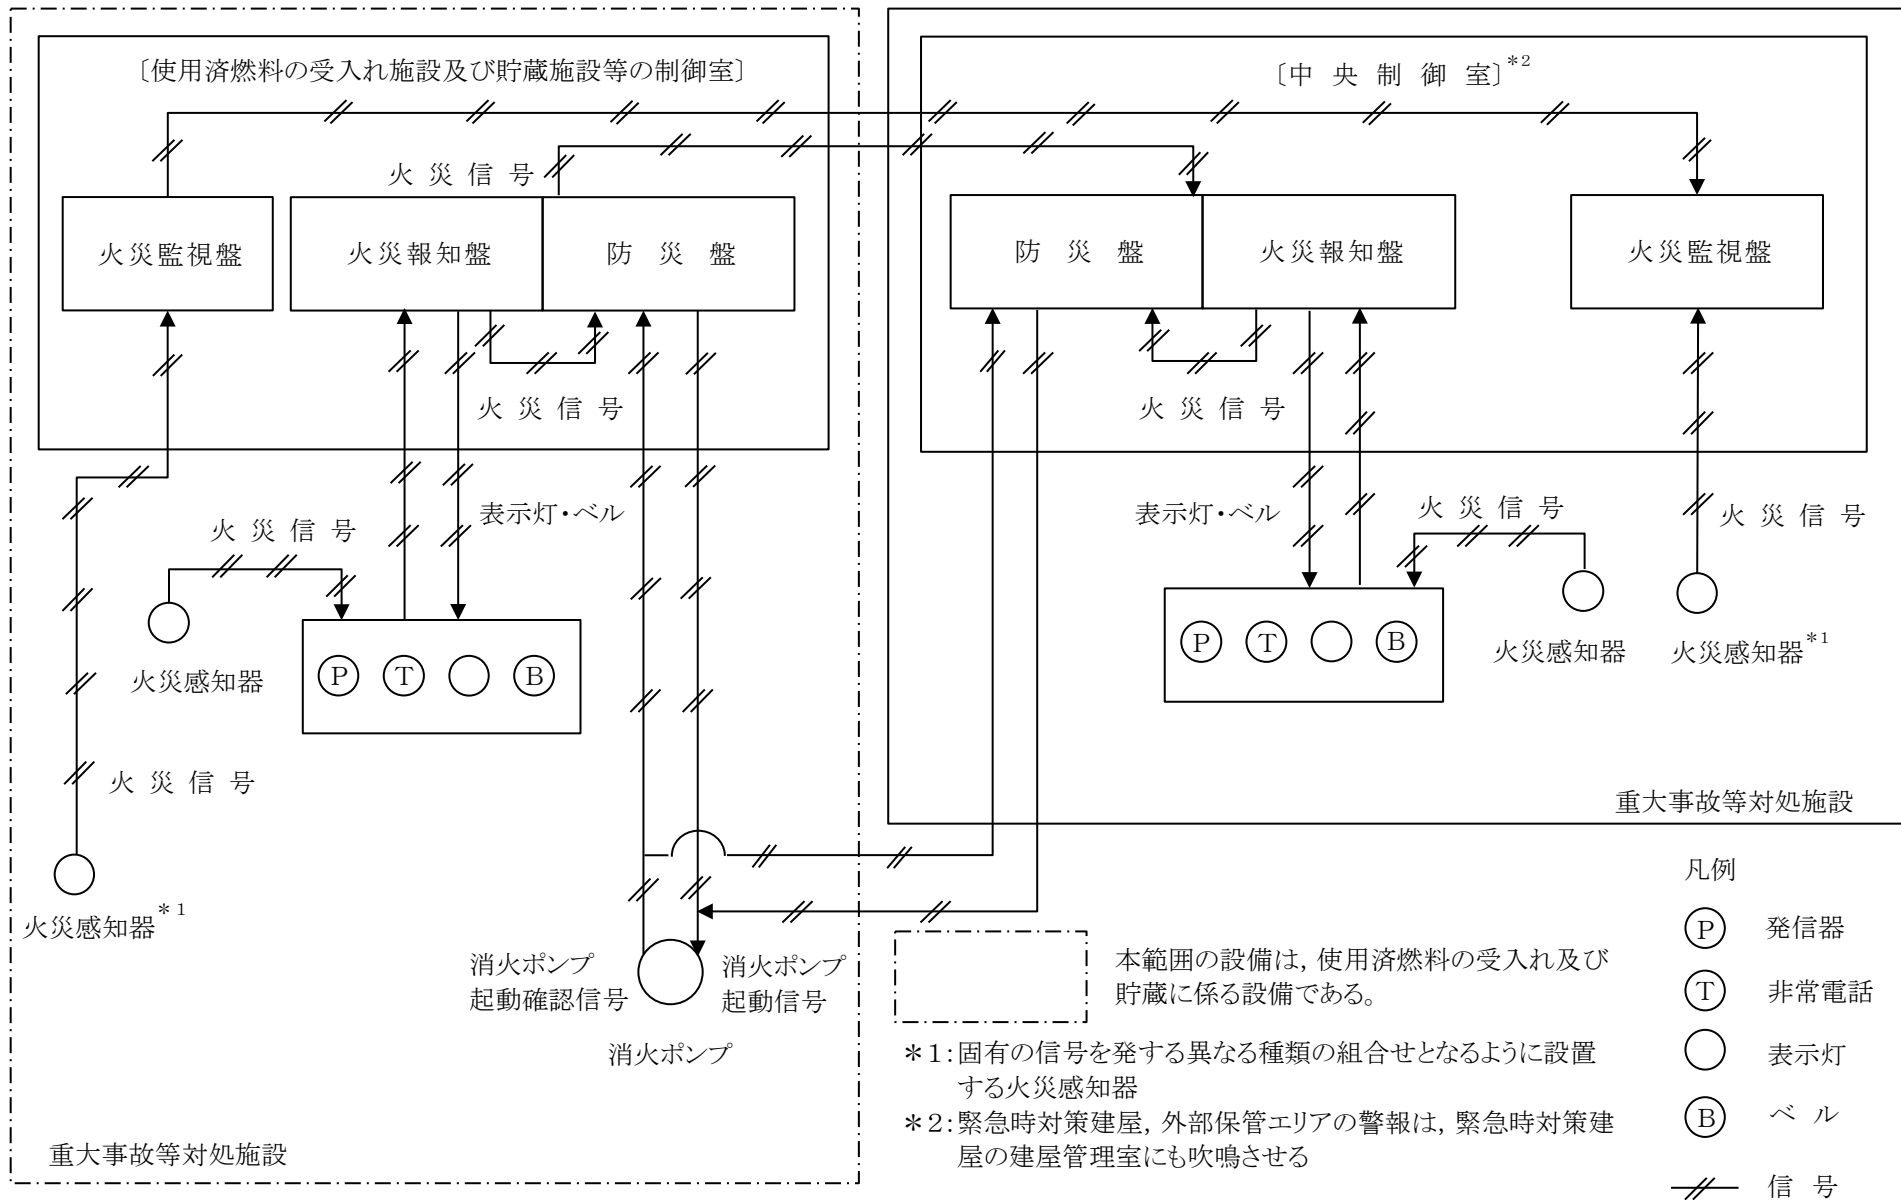 〔使用済燃料の受入れ施設及び貯蔵施設等の制御室〕
火災信号
火災監視盤
火災報知盤
防災盤
火災信号
表示灯・ベル
火災信号
火災感知器
P
T
B
火災信号
火災感知器*1
消火ポンプ
起動確認信号
消火ポンプ
起動信号
消火ポンプ
重大事故等対処施設
〔中央制御室〕*2
防災盤
火災報知盤
火災監視盤
火災信号
表示灯・ベル
火災信号
火災信号
P
T
B
火災感知器
火災感知器*1
重大事故等対処施設
本範囲の設備は,使用済燃料の受入れ及び
貯蔵に係る設備である。
*1:固有の信号を発する異なる種類の組合せとなるように設置
する火災感知器
*2:緊急時対策建屋,外部保管エリアの警報は,緊急時対策建
屋の建屋管理室にも吹鳴させる
凡例
P 発信器
T 非常電話
表示灯
B ベル
信号